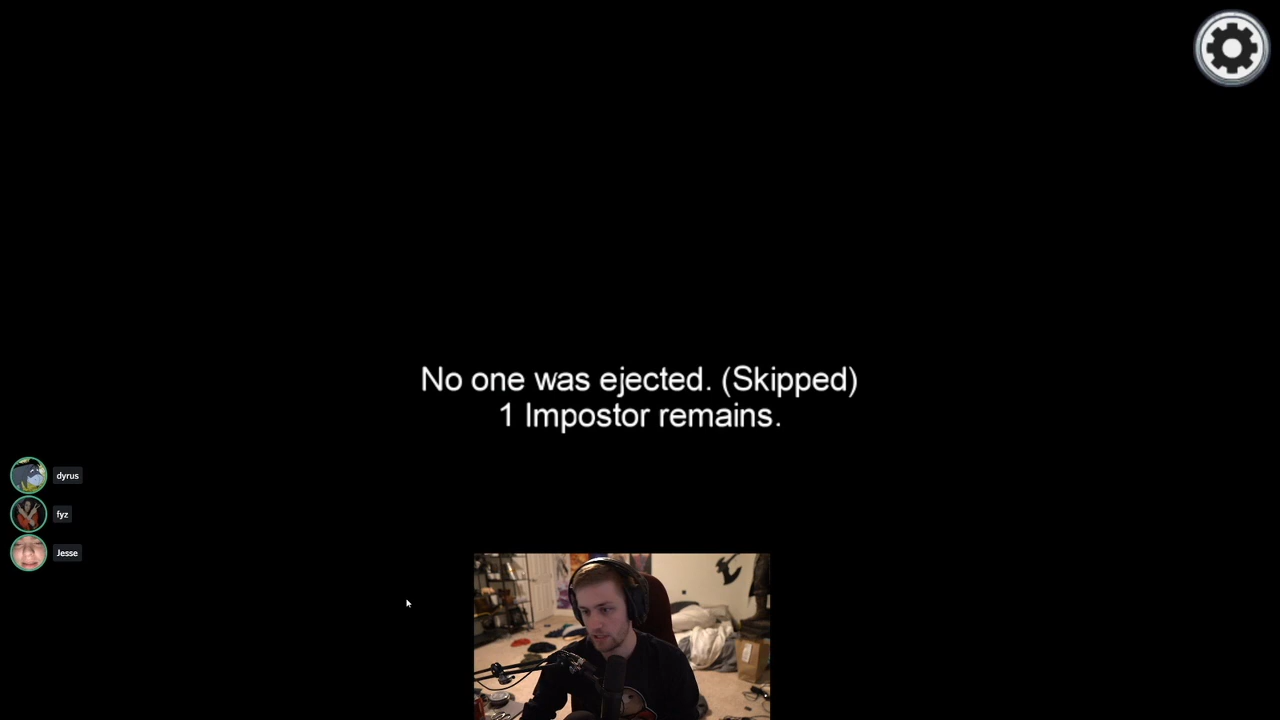 No one was ejected. (Skipped)
1 Impostor remains.
dyrus
fyz
Jesse